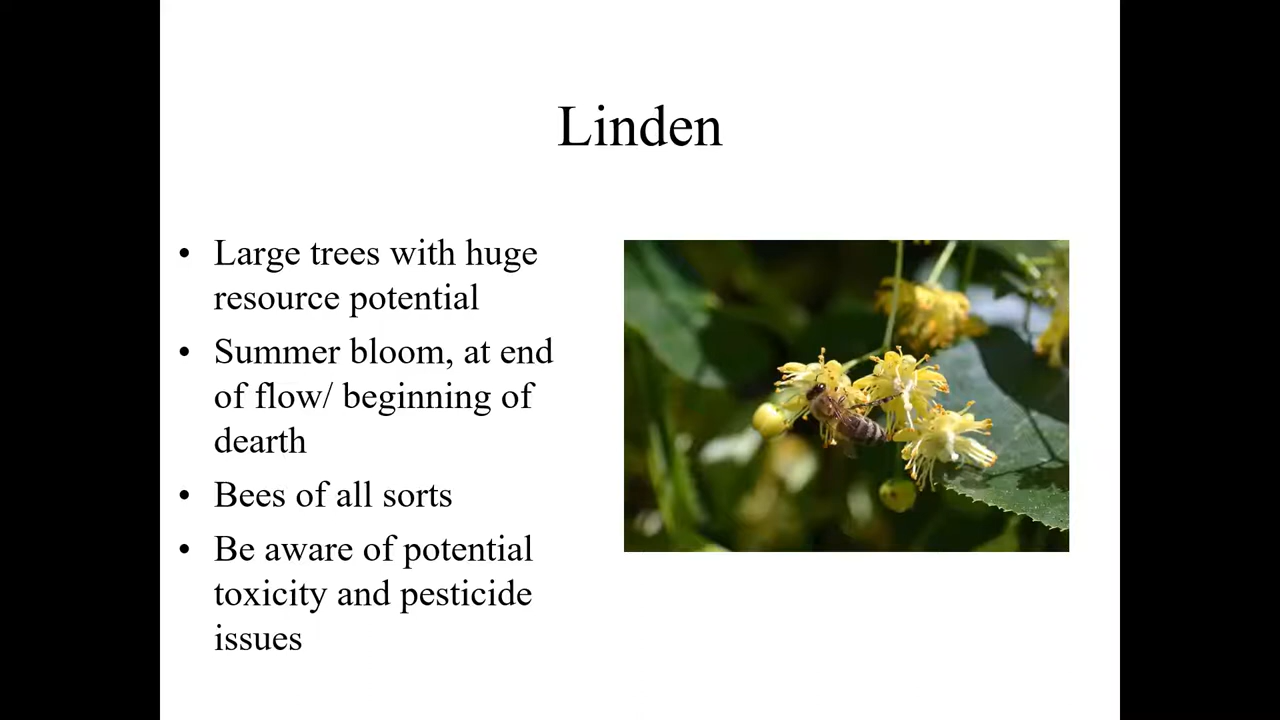 Linden
• Large trees with huge
resource potential
• Summer bloom, at end
of flow/ beginning of
dearth
• Bees of all sorts
• Be aware of potential
toxicity and pesticide
issues